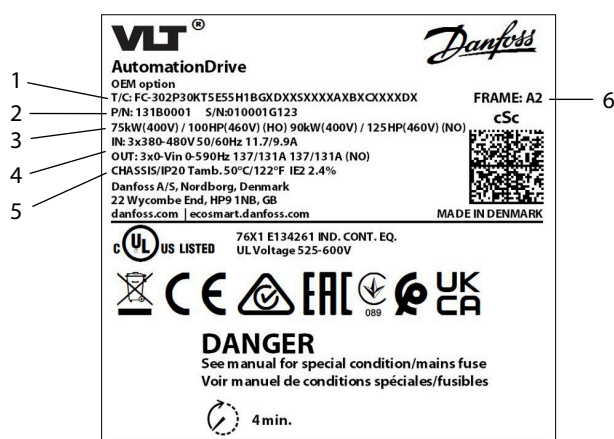 VLT ®
Danfoss
AutomationDrive
OEM option
1 T/C: FC-302P30KT5E55H1BGXDXXSXXXXAXBXCXXXXDX
FRAME: A2 6
2 P/N: 131B0001 S/N:010001G123
cSc
3 75kW(400V) / 100HP(460V) (HO) 90kW(400V) / 125HP(460V) (NO)
IN: 3x380-480V 50/60Hz 11.7/9.9A
4 OUT: 3x0-Vin 0-590Hz 137/131A 137/131A (NO)
5 CHASSIS/IP20 Tamb. 50°C/122°F IE2 2.4%
Danfoss A/S, Nordborg, Denmark
22 Wycombe End, HP9 1NB, GB
danfoss.com | ecosmart.danfoss.com MADE IN DENMARK
c UL US LISTED
76X1 E134261 IND. CONT. EQ.
UL Voltage 525-600V
CE EAC 089 UK
CA
DANGER
See manual for special condition/mains fuse
Voir manuel de conditions spéciales/fusibles
4 min.